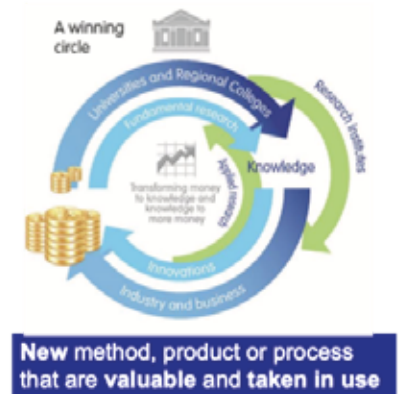 A winning
circle
Universities and Regional Colleges
Fundamental research
Research institutes
Knowledge
Applied research
Transforming money
to knowledge and
knowledge to
more money
Innovations
Industry and business
New method, product or process
that are valuable and taken in use